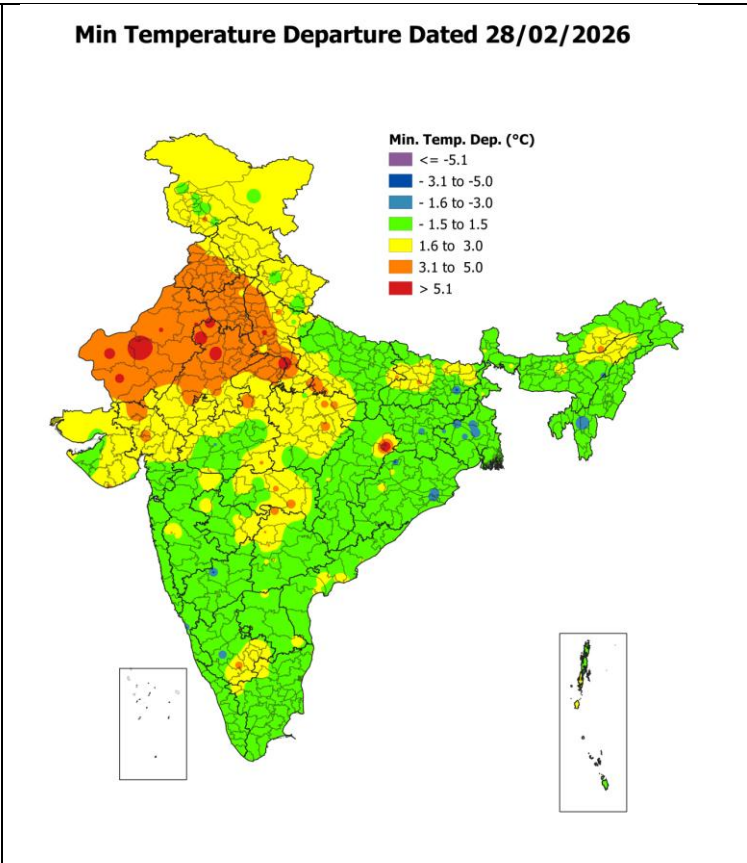 Min Temperature Departure Dated 28/02/2026
Min. Temp. Dep. (°C)
<= -5.1
- 3.1 to -5.0
- 1.6 to -3.0
- 1.5 to 1.5
1.6 to 3.0
3.1 to 5.0
> 5.1